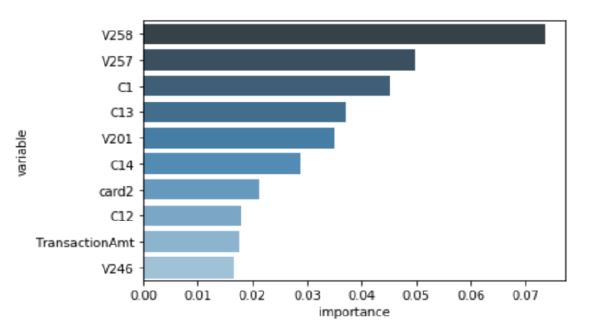 V258
V257
C1
C13
V201
C14
card2
C12
TransactionAmt
V246
variable
0.00 0.01 0.02 0.03 0.04 0.05 0.06 0.07
importance